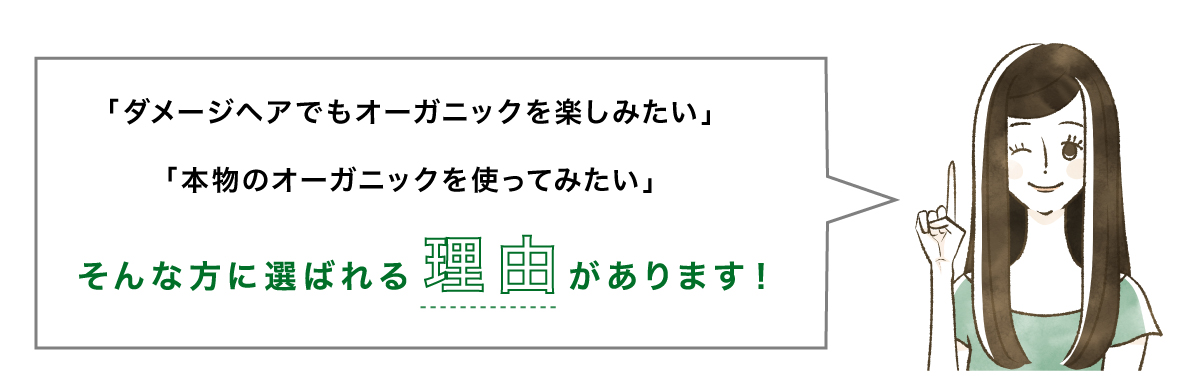 「ダメージヘアでもオーガニックを楽しみたい」
「本物のオーガニックを使ってみたい」
そんな方に選ばれる理由があります！